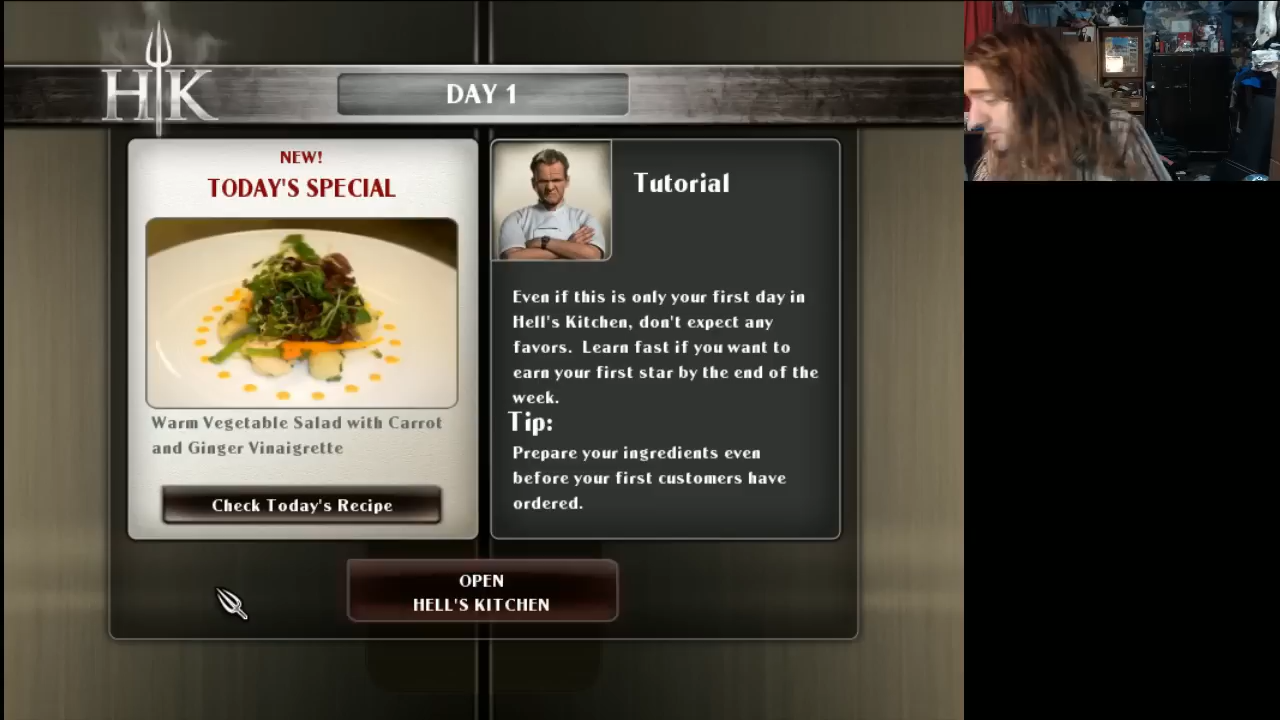 HK
DAY 1
NEW!
TODAY'S SPECIAL
Warm Vegetable Salad with Carrot
and Ginger Vinaigrette
Check Today's Recipe
Tutorial
Even if this is only your first day in
Hell's Kitchen, don't expect any
favors. Learn fast if you want to
earn your first star by the end of the
week.
Tip:
Prepare your ingredients even
before your first customers have
ordered.
OPEN
HELL'S KITCHEN